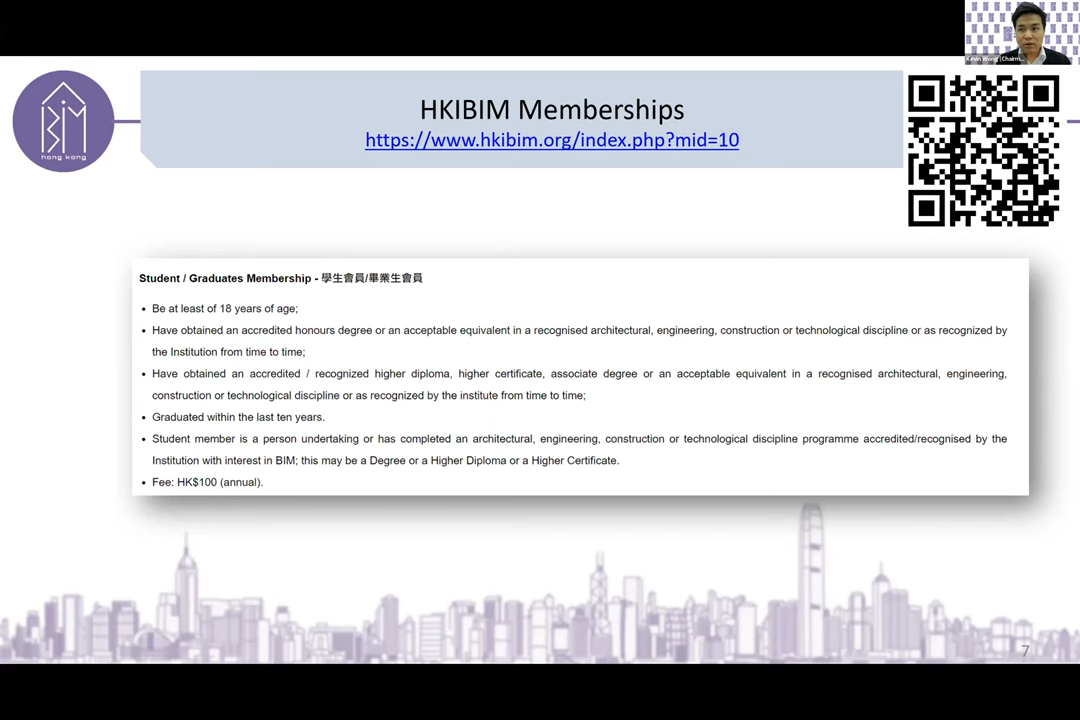 Kevin Wong (Chairm...
BIM
hong kong
HKIBIM Memberships
https://www.hkibim.org/index.php?mid=10
Student / Graduates Membership - 學生會員/畢業生會員
• Be at least of 18 years of age;
• Have obtained an accredited honours degree or an acceptable equivalent in a recognised architectural, engineering, construction or technological discipline or as recognized by
the Institution from time to time;
• Have obtained an accredited / recognized higher diploma, higher certificate, associate degree or an acceptable equivalent in a recognised architectural, engineering,
construction or technological discipline or as recognized by the institute from time to time;
• Graduated within the last ten years.
• Student member is a person undertaking or has completed an architectural, engineering, construction or technological discipline programme accredited/recognised by the
Institution with interest in BIM; this may be a Degree or a Higher Diploma or a Higher Certificate.
• Fee: HK$100 (annual).
7